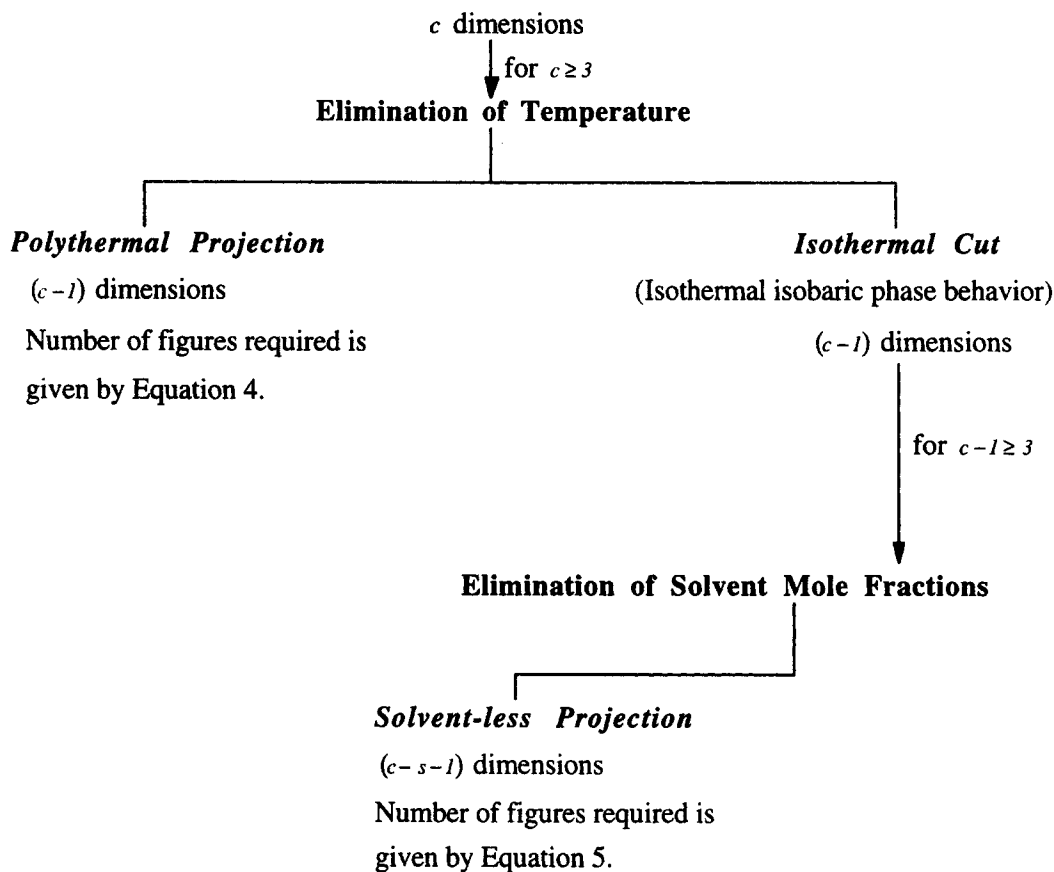 c dimensions
for c ≥ 3
Elimination of Temperature
Polythermal Projection
(c-1) dimensions
Number of figures required is
given by Equation 4.
Isothermal Cut
(Isothermal isobaric phase behavior)
(c-1) dimensions
for c-1 ≥ 3
Elimination of Solvent Mole Fractions
Solvent-less Projection
(c-s-1) dimensions
Number of figures required is
given by Equation 5.